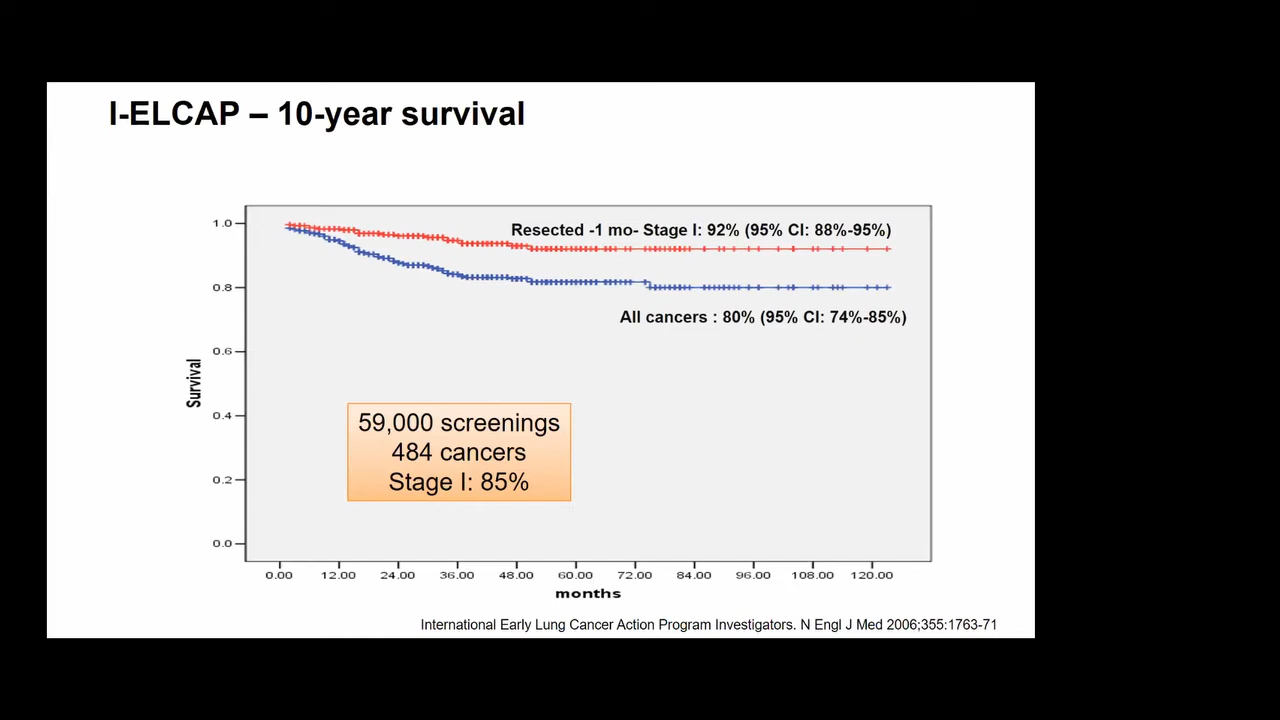 I-ELCAP – 10-year survival
1.0
Resected -1 mo- Stage I: 92% (95% CI: 88%-95%)
0.8
All cancers : 80% (95% CI: 74%-85%)
0.6
Survival
0.4
59,000 screenings
484 cancers
Stage I: 85%
0.2
0.0
0.00 12.00 24.00 36.00 48.00 60.00 72.00 84.00 96.00 108.00 120.00
months
International Early Lung Cancer Action Program Investigators. N Engl J Med 2006;355:1763-71